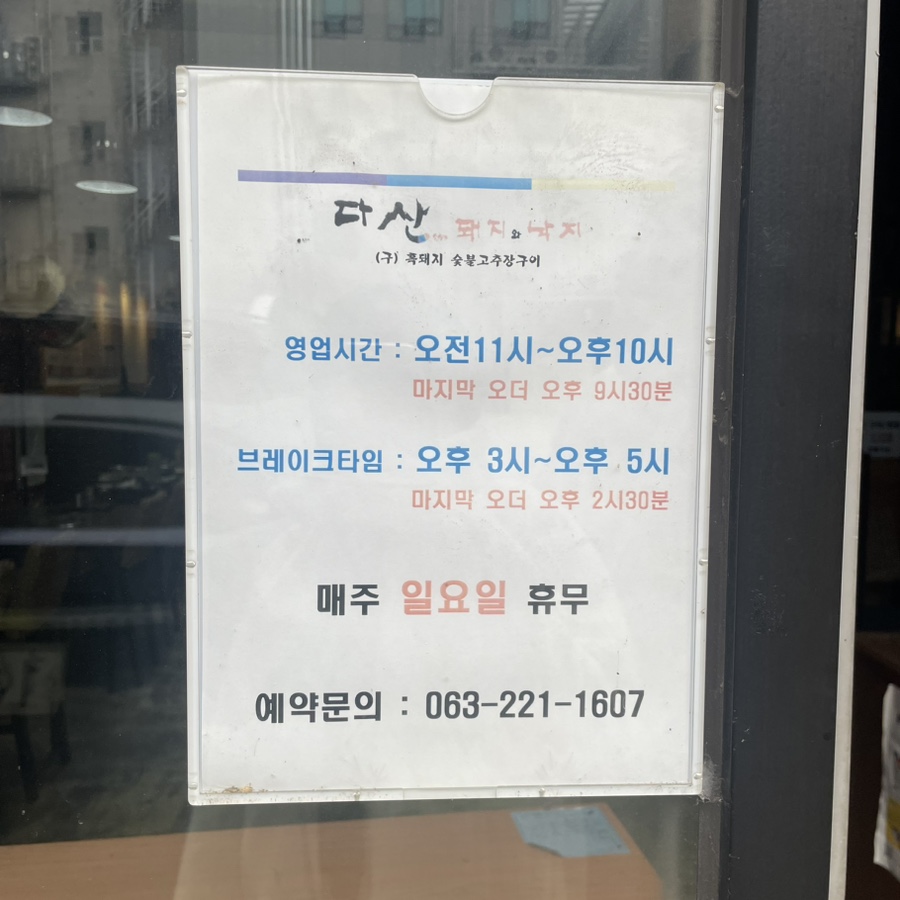 다산... 돼지와 낙지
(구) 흑돼지 숯불고추장구이
영업시간 : 오전11시~오후10시
마지막 오더 오후 9시30분
브레이크타임 : 오후 3시~오후 5시
마지막 오더 오후 2시30분
매주 일요일 휴무
예약문의 : 063-221-1607